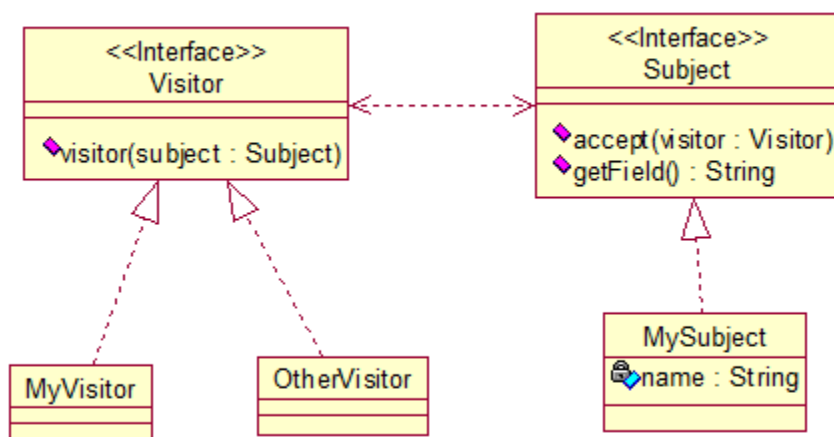 <<Interface>>
Visitor
visitor(subject : Subject)
<<Interface>>
Subject
accept(visitor : Visitor)
getField() : String
MyVisitor
OtherVisitor
MySubject
name : String